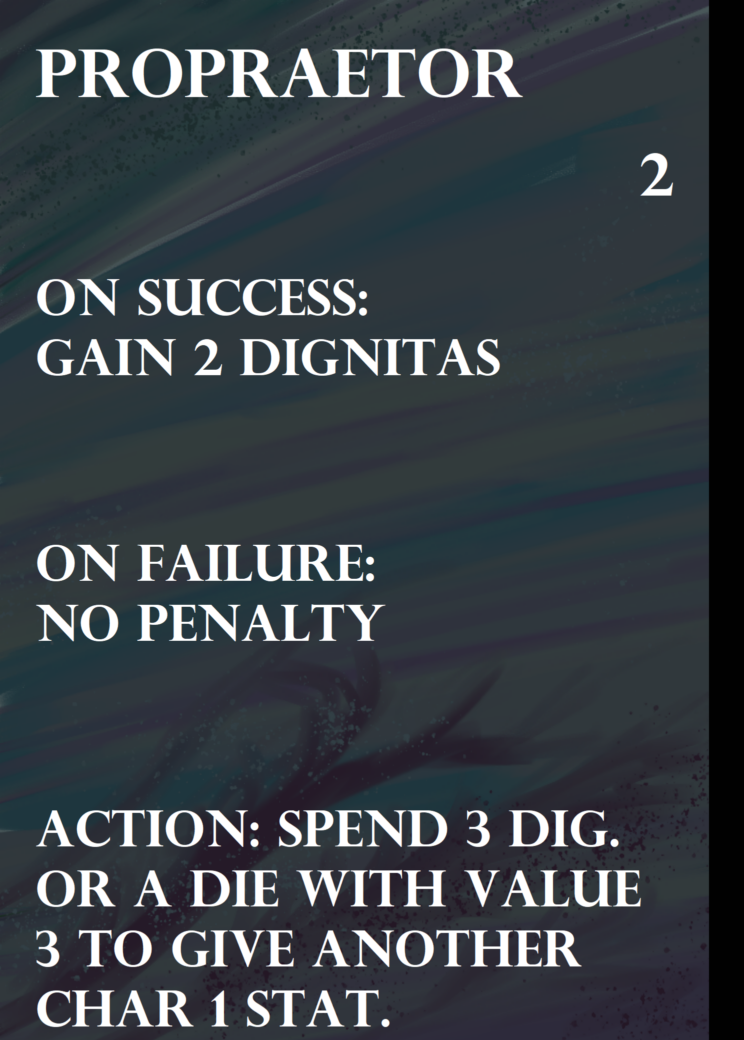 PROPRAETOR
2
ON SUCCESS:
GAIN 2 DIGNITAS
ON FAILURE:
NO PENALTY
ACTION: SPEND 3 DIG.
OR A DIE WITH VALUE
3 TO GIVE ANOTHER
CHAR 1 STAT.